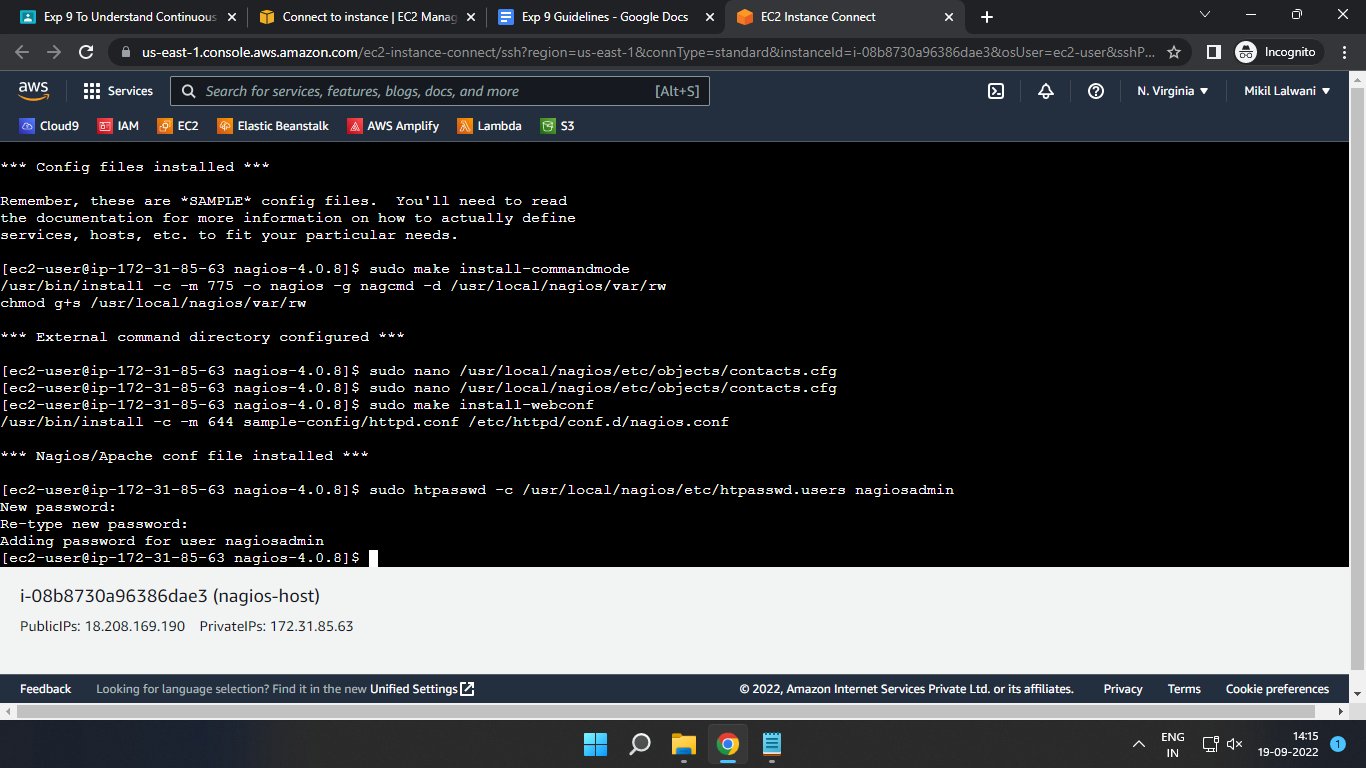 Exp 9 To Understand Continuous
Connect to instance | EC2 Manag
Exp 9 Guidelines - Google Docs
EC2 Instance Connect
us-east-1.console.aws.amazon.com/ec2-instance-connect/ssh?region=us-east-1&connType=standard&instanceId=i-08b8730a96386dae3&osUser=ec2-user&sshP...
Incognito
aws
Services
Search for services, features, blogs, docs, and more
[Alt+S]
N. Virginia
Mikil Lalwani
Cloud9
IAM
EC2
Elastic Beanstalk
AWS Amplify
Lambda
S3
*** Config files installed ***
Remember, these are *SAMPLE* config files.  You'll need to read
the documentation for more information on how to actually define
services, hosts, etc. to fit your particular needs.
[ec2-user@ip-172-31-85-63 nagios-4.0.8]$ sudo make install-commandmode
/usr/bin/install -c -m 775 -o nagios -g nagcmd -d /usr/local/nagios/var/rw
chmod g+s /usr/local/nagios/var/rw
*** External command directory configured ***
[ec2-user@ip-172-31-85-63 nagios-4.0.8]$ sudo nano /usr/local/nagios/etc/objects/contacts.cfg
[ec2-user@ip-172-31-85-63 nagios-4.0.8]$ sudo nano /usr/local/nagios/etc/objects/contacts.cfg
[ec2-user@ip-172-31-85-63 nagios-4.0.8]$ sudo make install-webconf
/usr/bin/install -c -m 644 sample-config/httpd.conf /etc/httpd/conf.d/nagios.conf
*** Nagios/Apache conf file installed ***
[ec2-user@ip-172-31-85-63 nagios-4.0.8]$ sudo htpasswd -c /usr/local/nagios/etc/htpasswd.users nagiosadmin
New password:
Re-type new password:
Adding password for user nagiosadmin
[ec2-user@ip-172-31-85-63 nagios-4.0.8]$
i-08b8730a96386dae3 (nagios-host)
PublicIPs: 18.208.169.190    PrivateIPs: 172.31.85.63
Feedback
Looking for language selection? Find it in the new Unified Settings
© 2022, Amazon Internet Services Private Ltd. or its affiliates.
Privacy
Terms
Cookie preferences
ENG
IN
14:15
19-09-2022
1